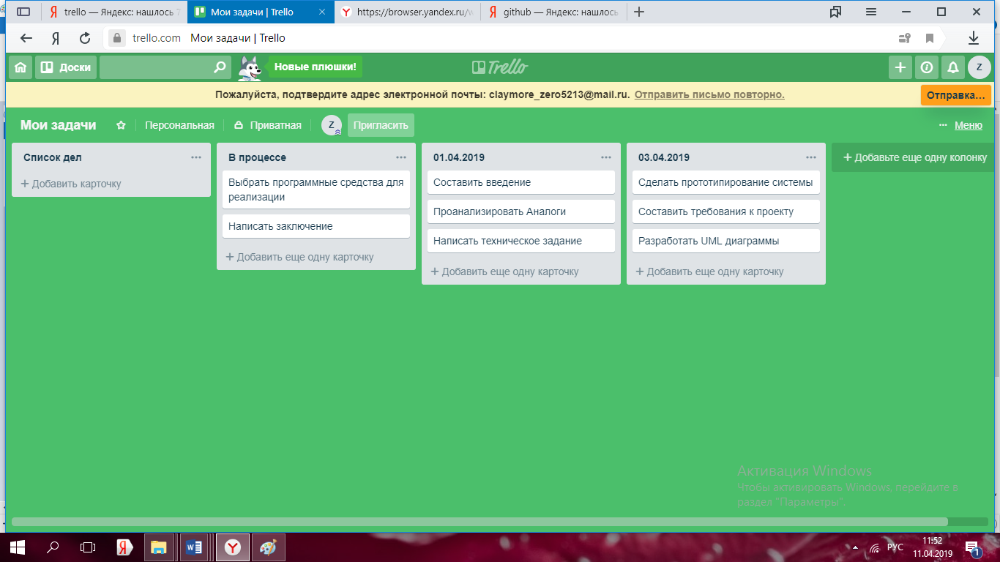 trello — Яндекс: нашлось 7
Мои задачи | Trello
https://browser.yandex.ru/w
github — Яндекс: нашлось
trello.com Мои задачи | Trello
Доски
Новые плюшки!
Trello
Z
Пожалуйста, подтвердите адрес электронной почты: claymore_zero5213@mail.ru. Отправить письмо повторно.
Отправка...
Мои задачи
Персональная
Приватная
Z
Пригласить
Меню
Список дел
+ Добавить карточку
В процессе
Выбрать программные средства для
реализации
Написать заключение
+ Добавить еще одну карточку
01.04.2019
Составить введение
Проанализировать Аналоги
Написать техническое задание
+ Добавить еще одну карточку
03.04.2019
Сделать прототипирование системы
Составить требования к проекту
Разработать UML диаграммы
+ Добавить еще одну карточку
+ Добавьте еще одну колонку
Активация Windows
Чтобы активировать Windows, перейдите в
раздел "Параметры".
РУС
11:52
11.04.2019
1